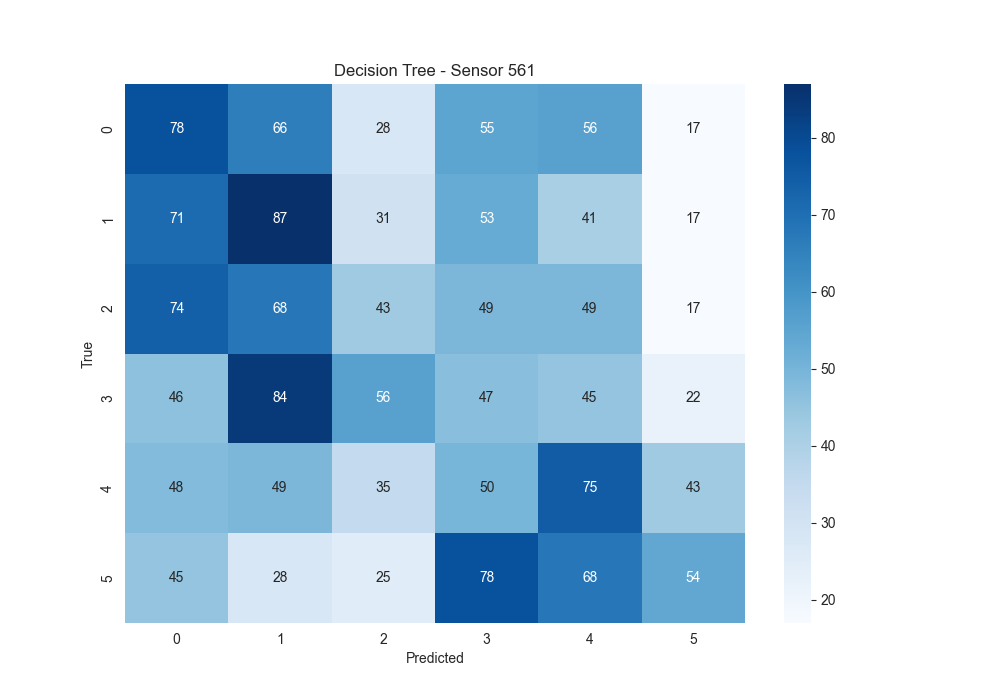 Decision Tree - Sensor 561
0 78 66 28 55 56 17
1 71 87 31 53 41 17
2 74 68 43 49 49 17
3 46 84 56 47 45 22
4 48 49 35 50 75 43
5 45 28 25 78 68 54
0 1 2 3 4 5
Predicted
True
80
70
60
50
40
30
20